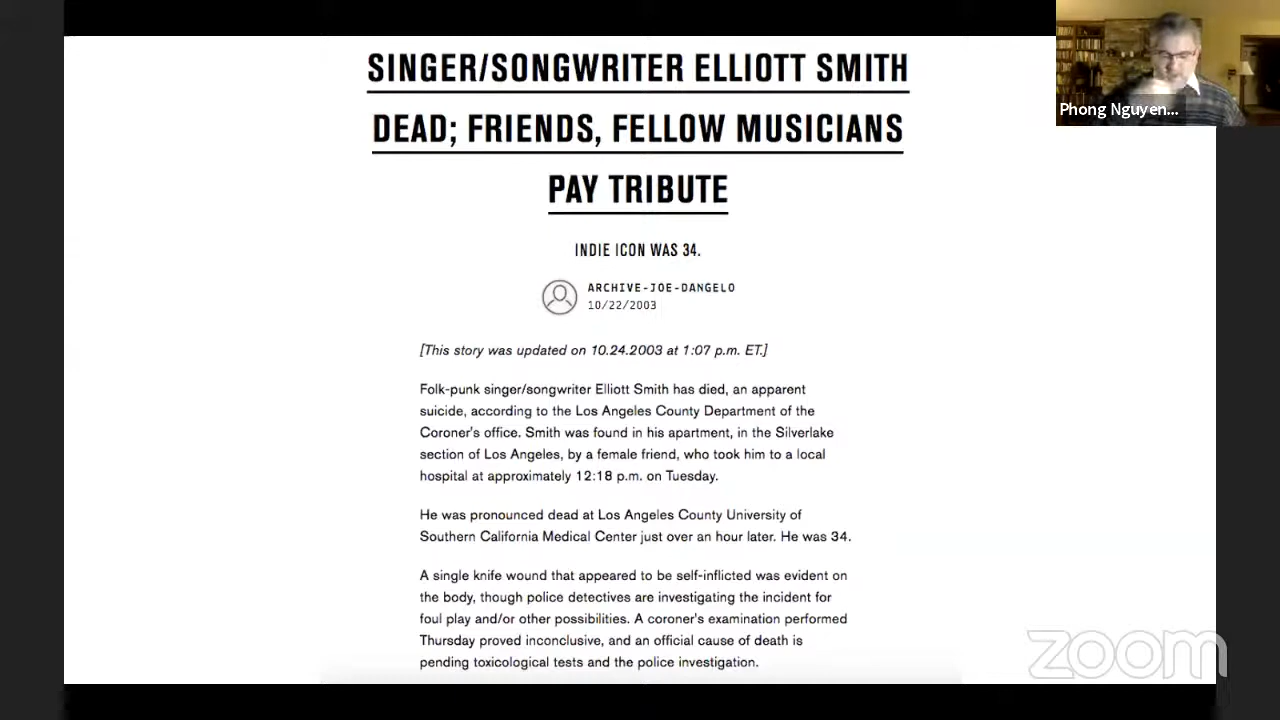 SINGER/SONGWRITER ELLIOTT SMITH
DEAD; FRIENDS, FELLOW MUSICIANS
PAY TRIBUTE
INDIE ICON WAS 34.
ARCHIVE-JOE-DANGELO
10/22/2003
[This story was updated on 10.24.2003 at 1:07 p.m. ET.]
Folk-punk singer/songwriter Elliott Smith has died, an apparent
suicide, according to the Los Angeles County Department of the
Coroner's office. Smith was found in his apartment, in the Silverlake
section of Los Angeles, by a female friend, who took him to a local
hospital at approximately 12:18 p.m. on Tuesday.
He was pronounced dead at Los Angeles County University of
Southern California Medical Center just over an hour later. He was 34.
A single knife wound that appeared to be self-inflicted was evident on
the body, though police detectives are investigating the incident for
foul play and/or other possibilities. A coroner's examination performed
Thursday proved inconclusive, and an official cause of death is
pending toxicological tests and the police investigation.
Phong Nguyen...
zoom